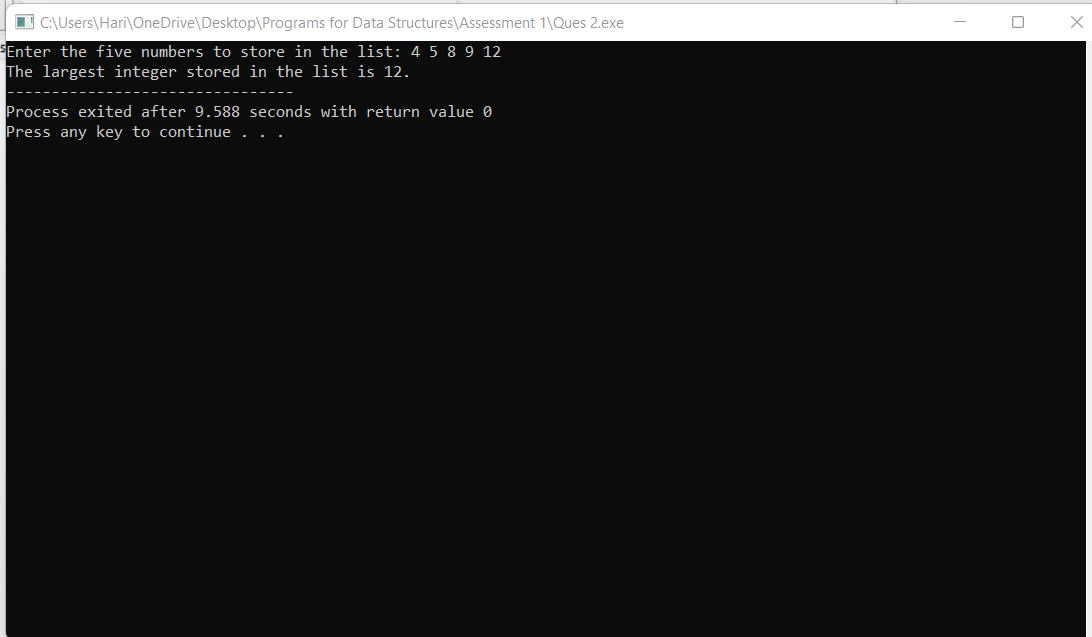 C:\Users\Hari\OneDrive\Desktop\Programs for Data Structures\Assessment 1\Ques 2.exe
Enter the five numbers to store in the list: 4 5 8 9 12
The largest integer stored in the list is 12.
--------------------------------
Process exited after 9.588 seconds with return value 0
Press any key to continue . . .